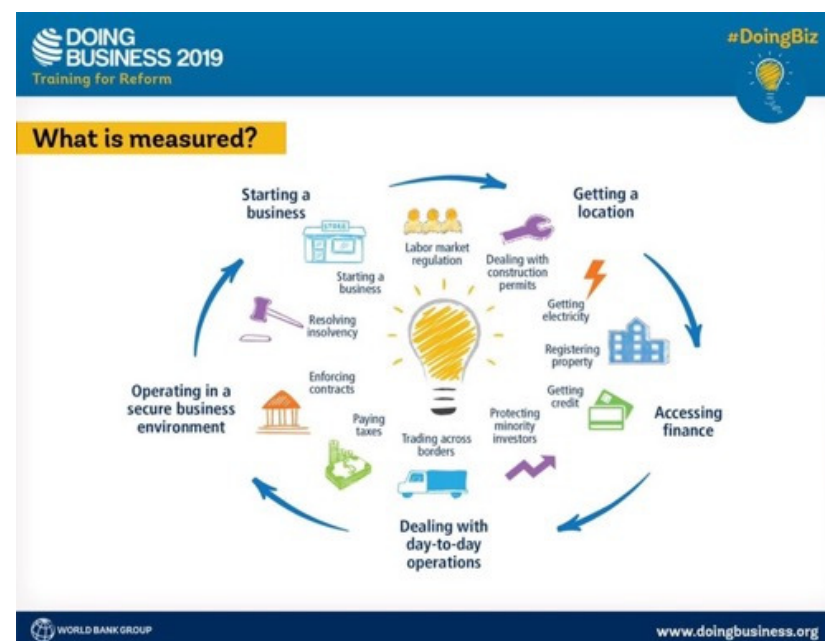 DOING
BUSINESS 2019
Training for Reform
#DoingBiz
What is measured?
Starting a
business
Getting a
location
STORE
Labor market
regulation
Dealing with
construction
permits
Starting a
business
Getting
electricity
Resolving
insolvency
Registering
property
Operating in a
secure business
environment
Enforcing
contracts
Getting
credit
Accessing
finance
Paying
taxes
Trading across
borders
Protecting
minority
investors
Dealing with
day-to-day
operations
WORLD BANK GROUP
www.doingbusiness.org